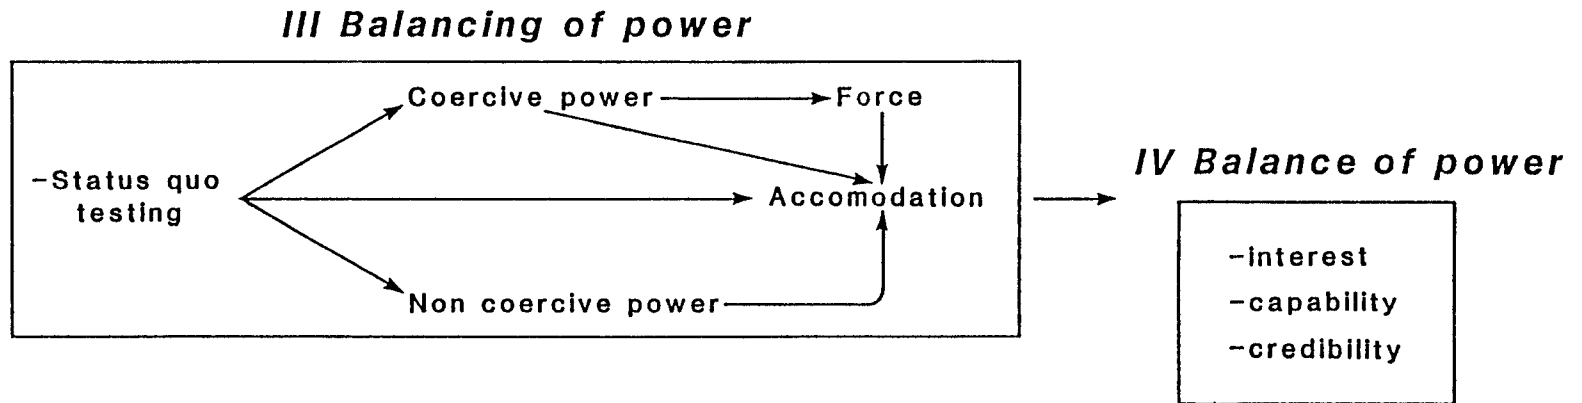 III Balancing of power
Coercive power
Force
-Status quo
testing
Accomodation
Non coercive power
IV Balance of power
-interest
-capability
-credibility